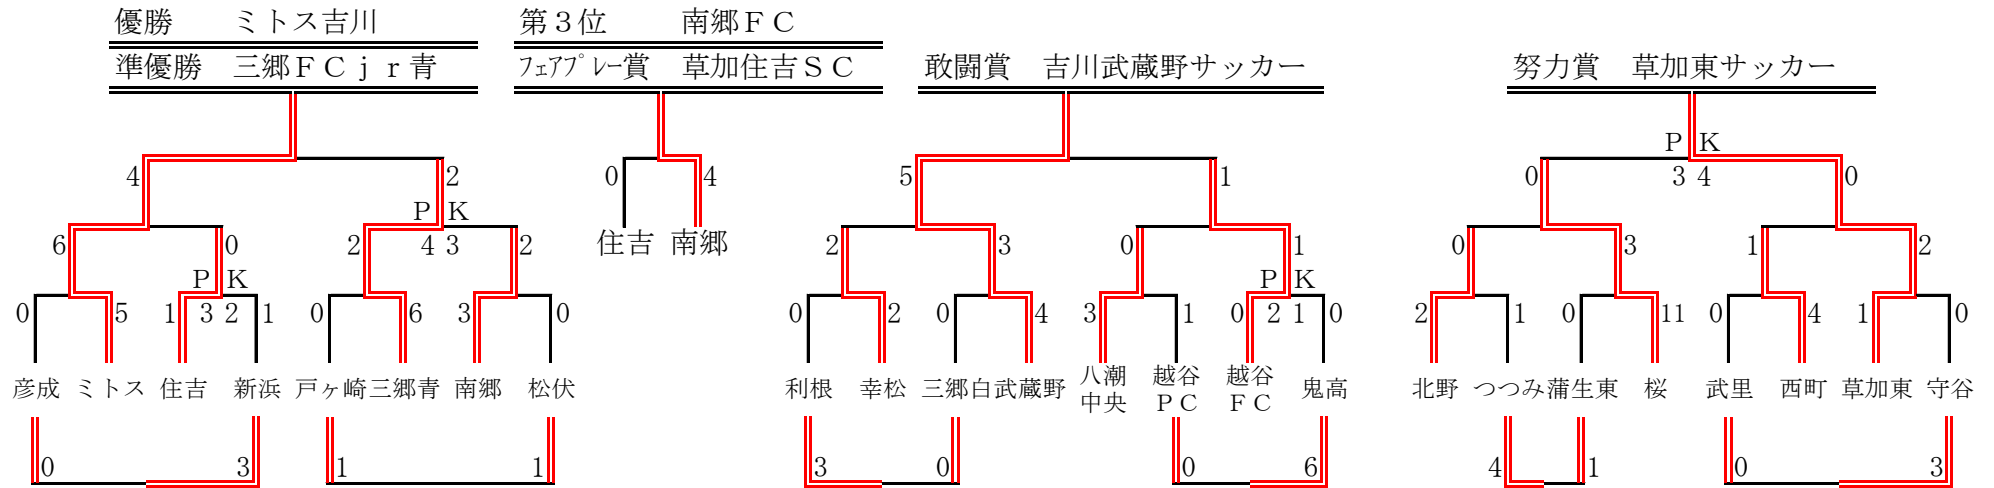 優勝　ミトス吉川　第３位　南郷ＦＣ
準優勝　三郷ＦＣｊｒ青　ﾌｪｱﾌﾟﾚｰ賞　草加住吉ＳＣ　敢闘賞　吉川武蔵野サッカー　努力賞　草加東サッカー
ＰＫ
4 2 0 4 5 1 0 3 4 0
ＰＫ
住吉 南郷
6 0 2 4 3 2 2 3 0 1 0 3 1 2
ＰＫ ＰＫ
0 5 1 3 2 1 0 6 3 0 0 2 0 4 3 1 0 2 1 0 2 1 0 11 0 4 1 0
彦成 ミトス 住吉 新浜 戸ヶ崎 三郷青 南郷 松伏 利根 幸松 三郷白 武蔵野 八潮中央 越谷ＰＣ 越谷ＦＣ 鬼高 北野 つつみ 蒲生東 桜 武里 西町 草加東 守谷
0 3 1 1 3 0 0 6 4 1 0 3